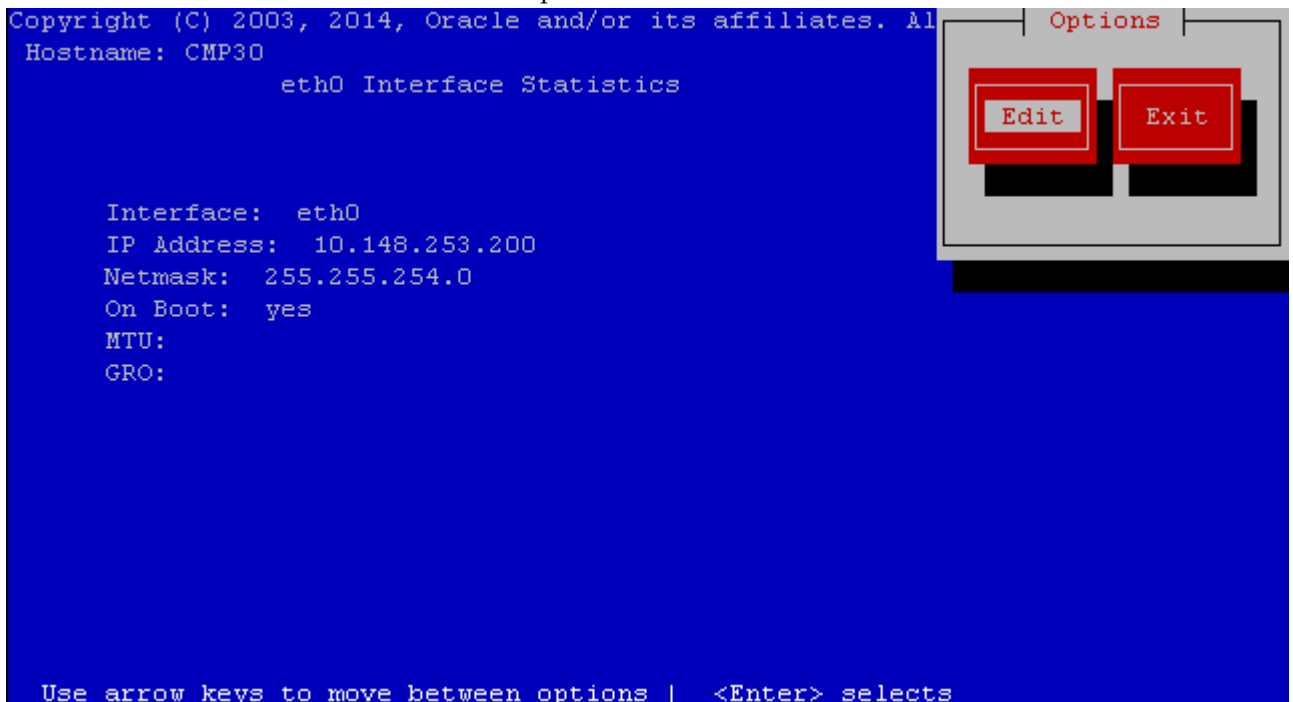 Copyright (C) 2003, 2014, Oracle and/or its affiliates. Al
Options
Hostname: CMP30
eth0 Interface Statistics
Edit
Exit
Interface: eth0
IP Address: 10.148.253.200
Netmask: 255.255.254.0
On Boot: yes
MTU:
GRO:
Use arrow keys to move between options | <Enter> selects